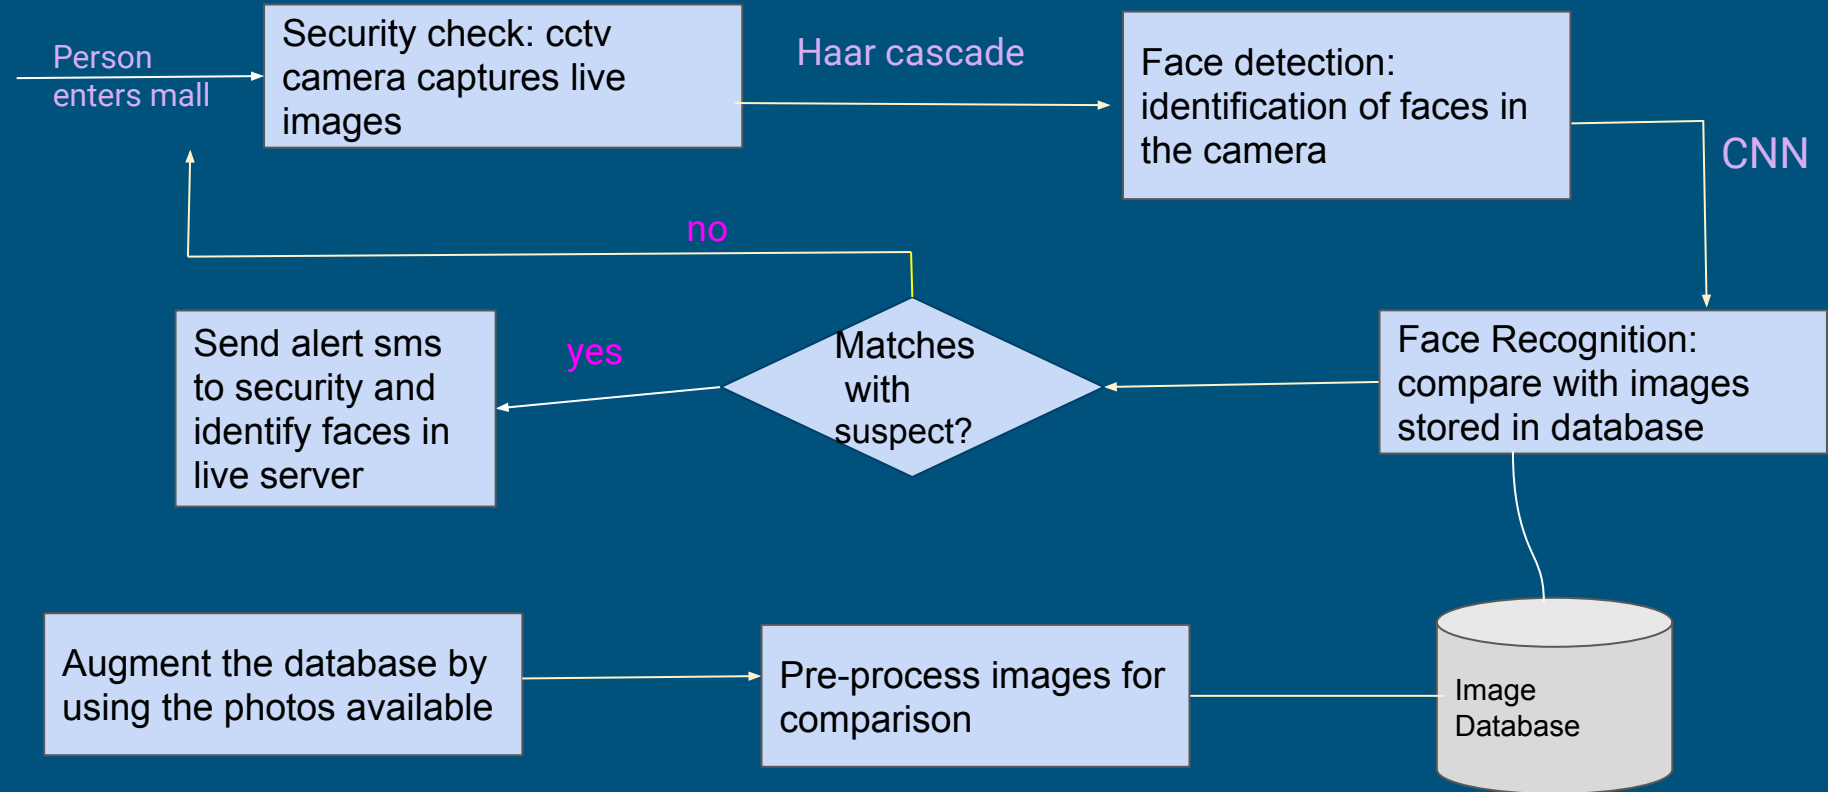 Person
enters mall
Security check: cctv
camera captures live
images
Haar cascade
Face detection:
identification of faces in
the camera
CNN
no
Send alert sms
to security and
identify faces in
live server
yes
Matches
with
suspect?
Face Recognition:
compare with images
stored in database
Augment the database by
using the photos available
Pre-process images for
comparison
Image
Database